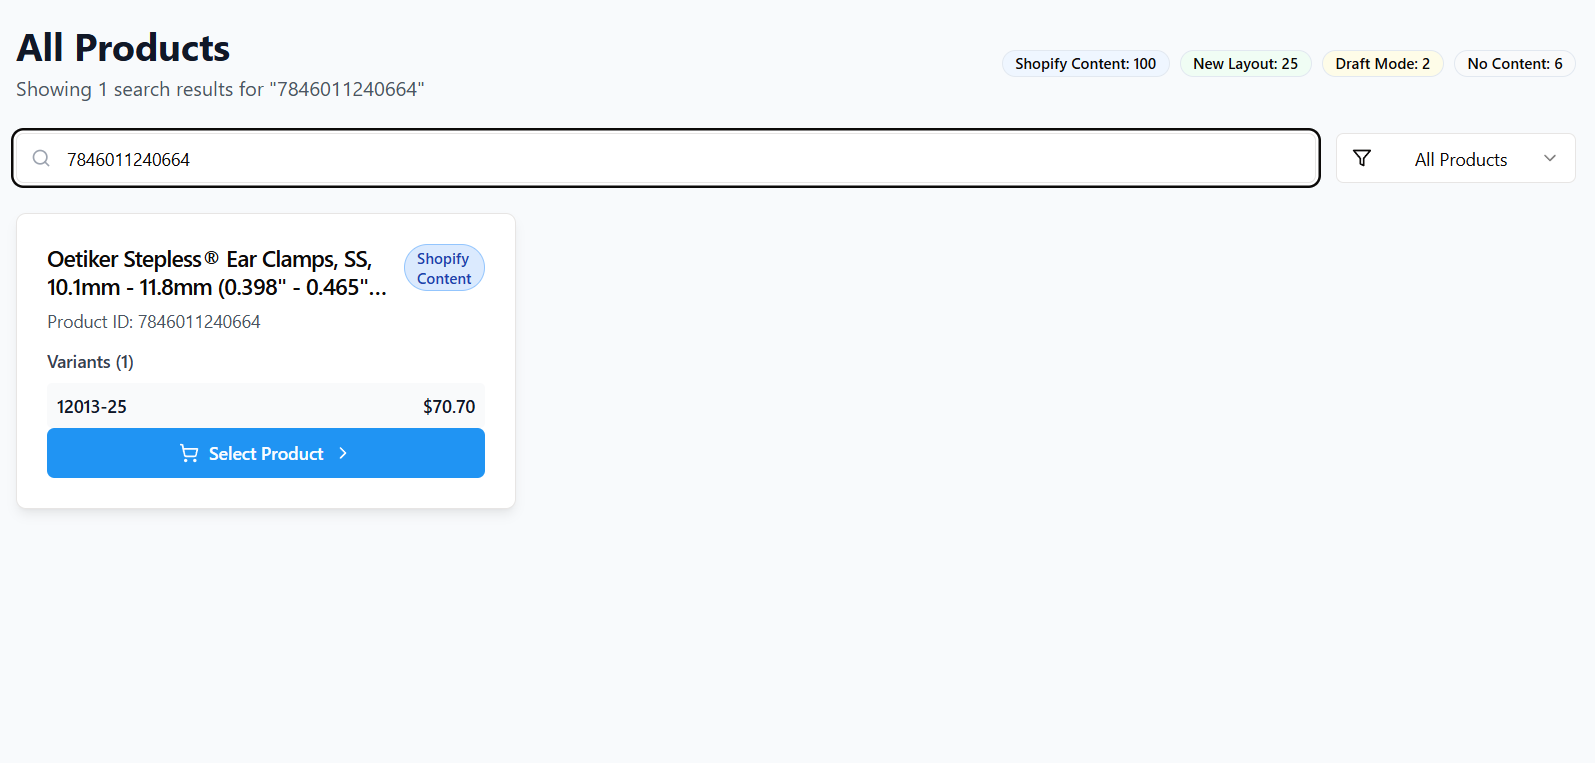 All Products
Showing 1 search results for "7846011240664"
Shopify Content: 100
New Layout: 25
Draft Mode: 2
No Content: 6
7846011240664
All Products
Oetiker Stepless® Ear Clamps, SS,
10.1mm - 11.8mm (0.398" - 0.465"...
Shopify
Content
Product ID: 7846011240664
Variants (1)
12013-25
$70.70
Select Product